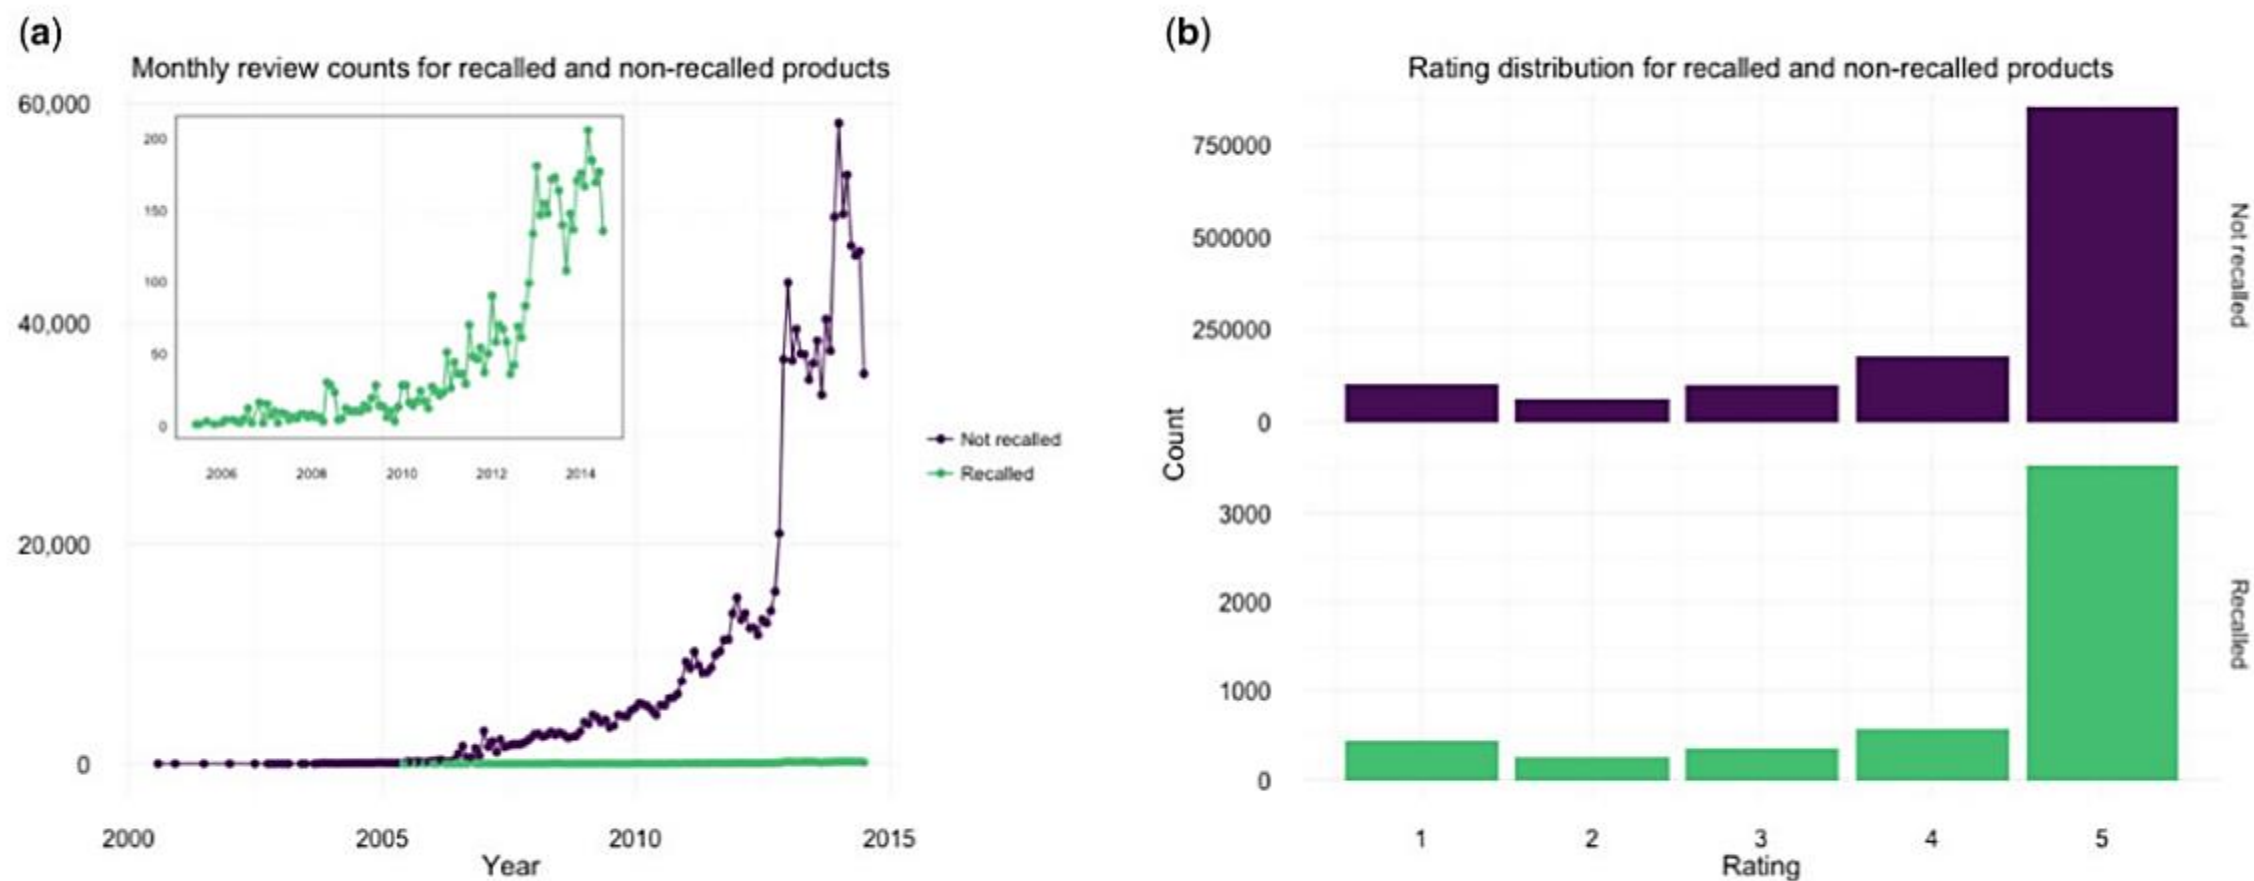 (a)
Monthly review counts for recalled and non-recalled products
60,000
40,000
20,000
0
200
150
100
50
0
2006 2008 2010 2012 2014
Not recalled
Recalled
2000 2005 2010 2015
Year
(b)
Rating distribution for recalled and non-recalled products
Count
750000
500000
250000
0
Not recalled
3000
2000
1000
0
Recalled
1 2 3 4 5
Rating